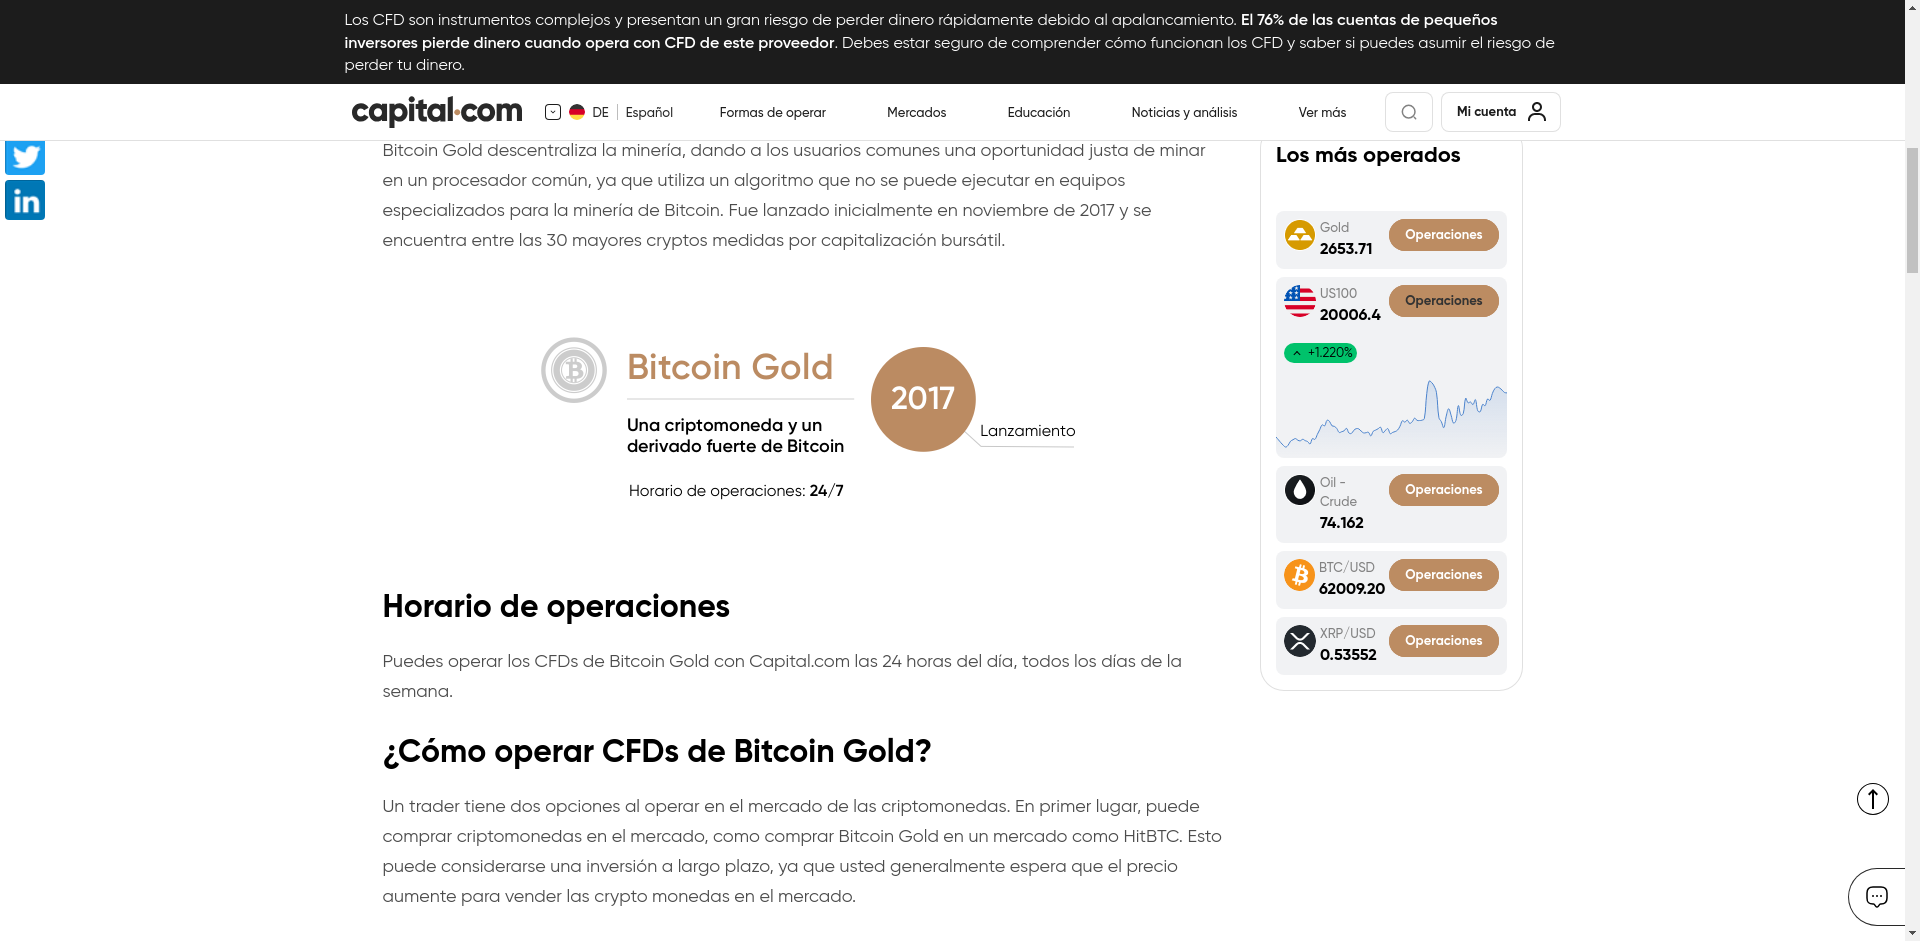 Los CFD son instrumentos complejos y presentan un gran riesgo de perder dinero rápidamente debido al apalancamiento. El 76% de las cuentas de pequeños
inversores pierde dinero cuando opera con CFD de este proveedor. Debes estar seguro de comprender cómo funcionan los CFD y saber si puedes asumir el riesgo de
perder tu dinero.
capital.com
DE
Español
Formas de operar
Mercados
Educación
Noticias y análisis
Ver más
Mi cuenta
in
Bitcoin Gold descentraliza la minería, dando a los usuarios comunes una oportunidad justa de minar
en un procesador común, ya que utiliza un algoritmo que no se puede ejecutar en equipos
especializados para la minería de Bitcoin. Fue lanzado inicialmente en noviembre de 2017 y se
encuentra entre las 30 mayores cryptos medidas por capitalización bursátil.
Bitcoin Gold
Una criptomoneda y un
derivado fuerte de Bitcoin
Horario de operaciones: 24/7
2017
Lanzamiento
Horario de operaciones
Puedes operar los CFDs de Bitcoin Gold con Capital.com las 24 horas del día, todos los días de la
semana.
¿Cómo operar CFDs de Bitcoin Gold?
Un trader tiene dos opciones al operar en el mercado de las criptomonedas. En primer lugar, puede
comprar criptomonedas en el mercado, como comprar Bitcoin Gold en un mercado como HitBTC. Esto
puede considerarse una inversión a largo plazo, ya que usted generalmente espera que el precio
aumente para vender las crypto monedas en el mercado.
Los más operados
Gold
2653.71
Operaciones
US100
20006.4
Operaciones
+1.220%
Oil -
Crude
74.162
Operaciones
BTC/USD
62009.20
Operaciones
XRP/USD
0.53552
Operaciones